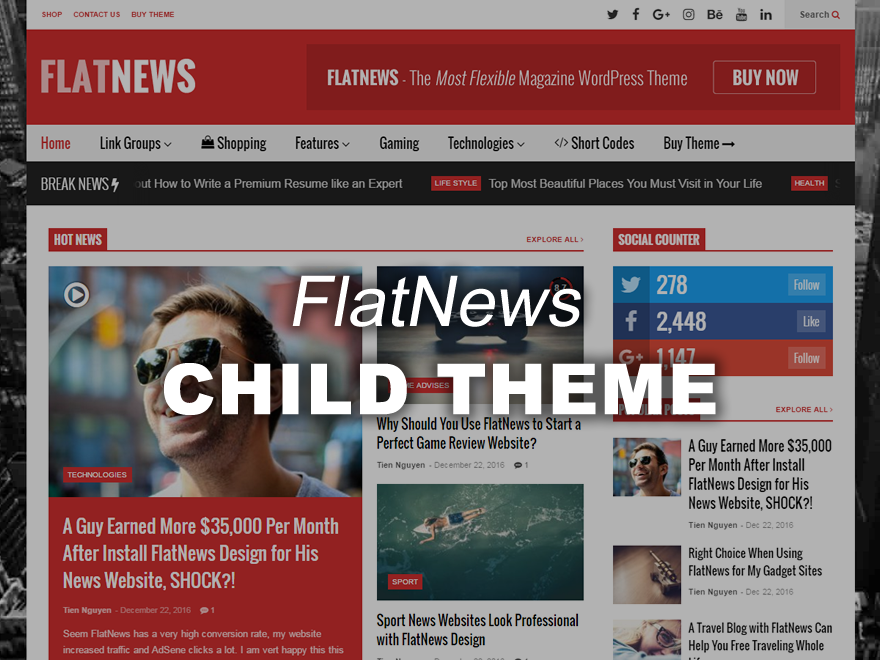 SHOP CONTACT US BUY THEME
Search
FLATNEWS
FLATNEWS - The Most Flexible Magazine WordPress Theme
BUY NOW
Home Link Groups Shopping Features Gaming Technologies </> Short Codes Buy Theme
BREAK NEWS out How to Write a Premium Resume like an Expert LIFE STYLE Top Most Beautiful Places You Must Visit in Your Life HEALTH
HOT NEWS
EXPLORE ALL
SOCIAL COUNTER
278
Follow
2,448
Like
G+ 1,147
Follow
8.7
FlatNews
CHILD THEME
TECHNOLOGIES
A Guy Earned More $35,000 Per Month
After Install FlatNews Design for His
News Website, SHOCK?!
Tien Nguyen - December 22, 2016 1
Seem FlatNews has a very high conversion rate, my website
increased traffic and AdSene clicks a lot. I am vert happy this this
ADVISES
Why Should You Use FlatNews to Start a
Perfect Game Review Website?
Tien Nguyen - December 22, 2016 1
SPORT
Sport News Websites Look Professional
with FlatNews Design
EXPLORE ALL
A Guy Earned More $35,000
Per Month After Install
FlatNews Design for His
News Website, SHOCK?!
Tien Nguyen - Dec 22, 2016
Right Choice When Using
FlatNews for My Gadget Sites
Tien Nguyen - Dec 22, 2016
A Travel Blog with FlatNews Can
Help You Free Traveling Whole